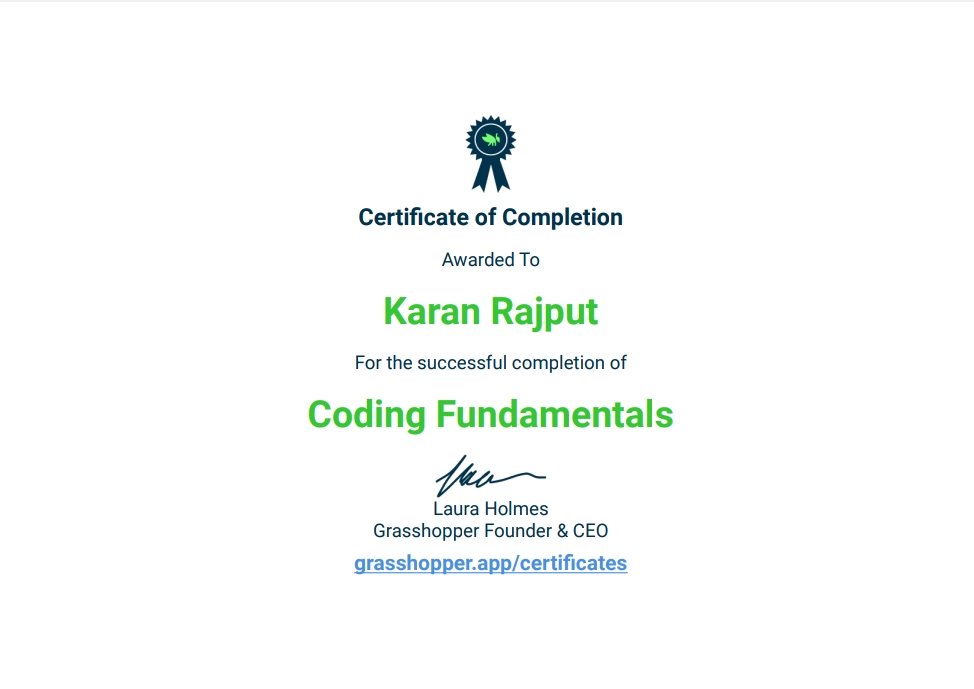 Certificate of Completion
Awarded To
Karan Rajput
For the successful completion of
Coding Fundamentals
Laura Holmes
Grasshopper Founder & CEO
grasshopper.app/certificates